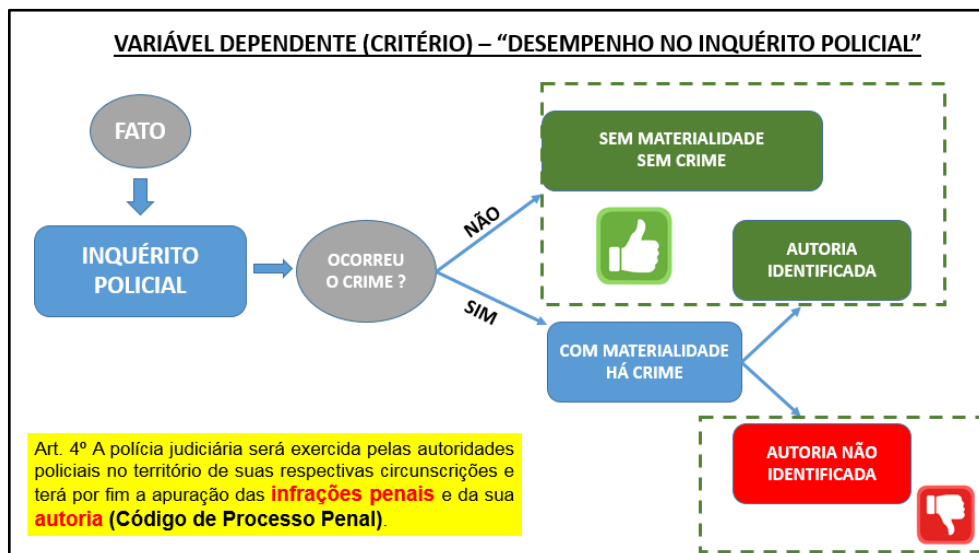 VARIÁVEL DEPENDENTE (CRITÉRIO) – “DESEMPENHO NO INQUÉRITO POLICIAL”
FATO
INQUÉRITO
POLICIAL
OCORREU
O CRIME ?
NÃO
SIM
SEM MATERIALIDADE
SEM CRIME
AUTORIA
IDENTIFICADA
COM MATERIALIDADE
HÁ CRIME
AUTORIA NÃO
IDENTIFICADA
Art. 4º A polícia judiciária será exercida pelas autoridades
policiais no território de suas respectivas circunscrições e
terá por fim a apuração das infrações penais e da sua
autoria (Código de Processo Penal).